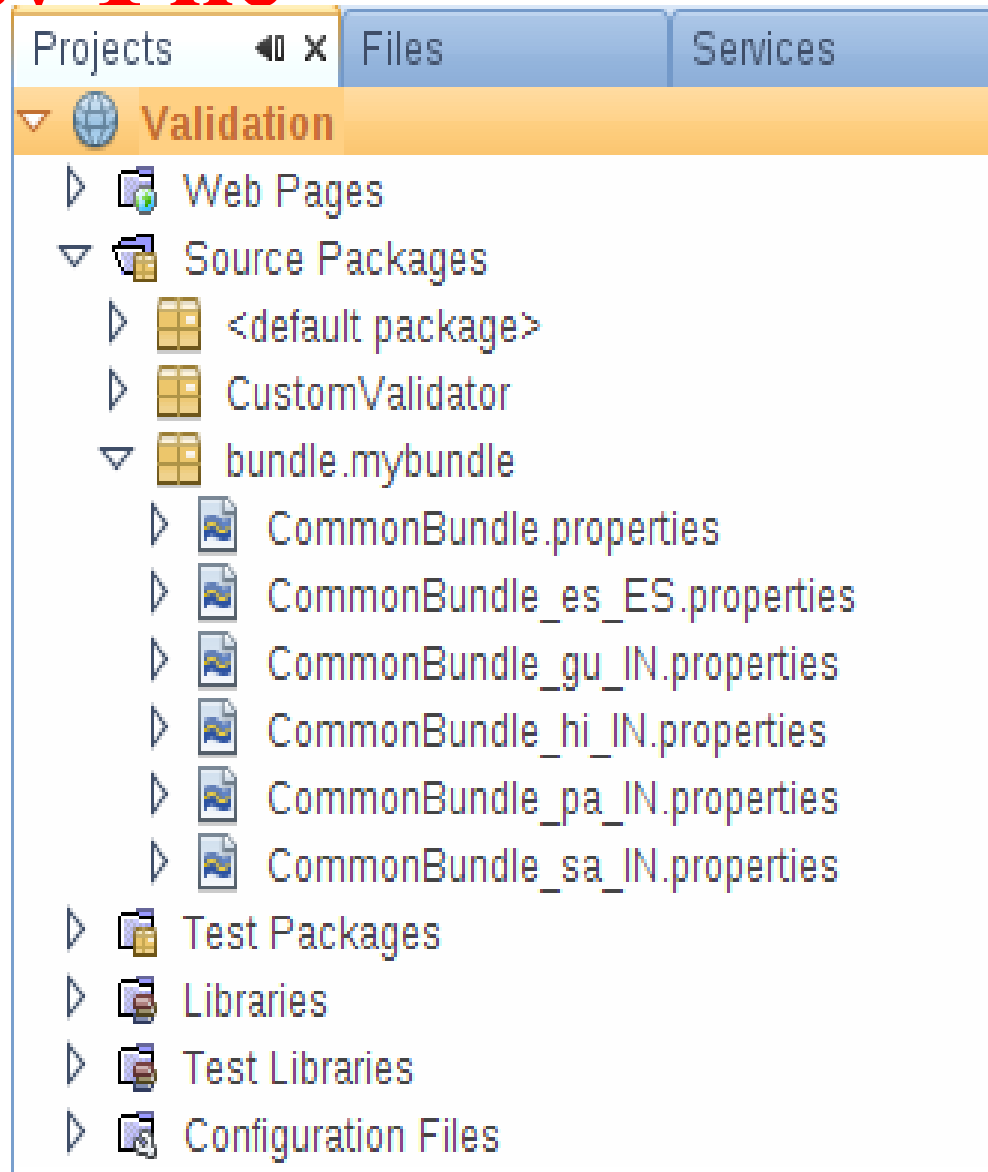 Projects Files Services
Validation
Web Pages
Source Packages
<default package>
CustomValidator
bundle.mybundle
CommonBundle.properties
CommonBundle_es_ES.properties
CommonBundle_gu_IN.properties
CommonBundle_hi_IN.properties
CommonBundle_pa_IN.properties
CommonBundle_sa_IN.properties
Test Packages
Libraries
Test Libraries
Configuration Files